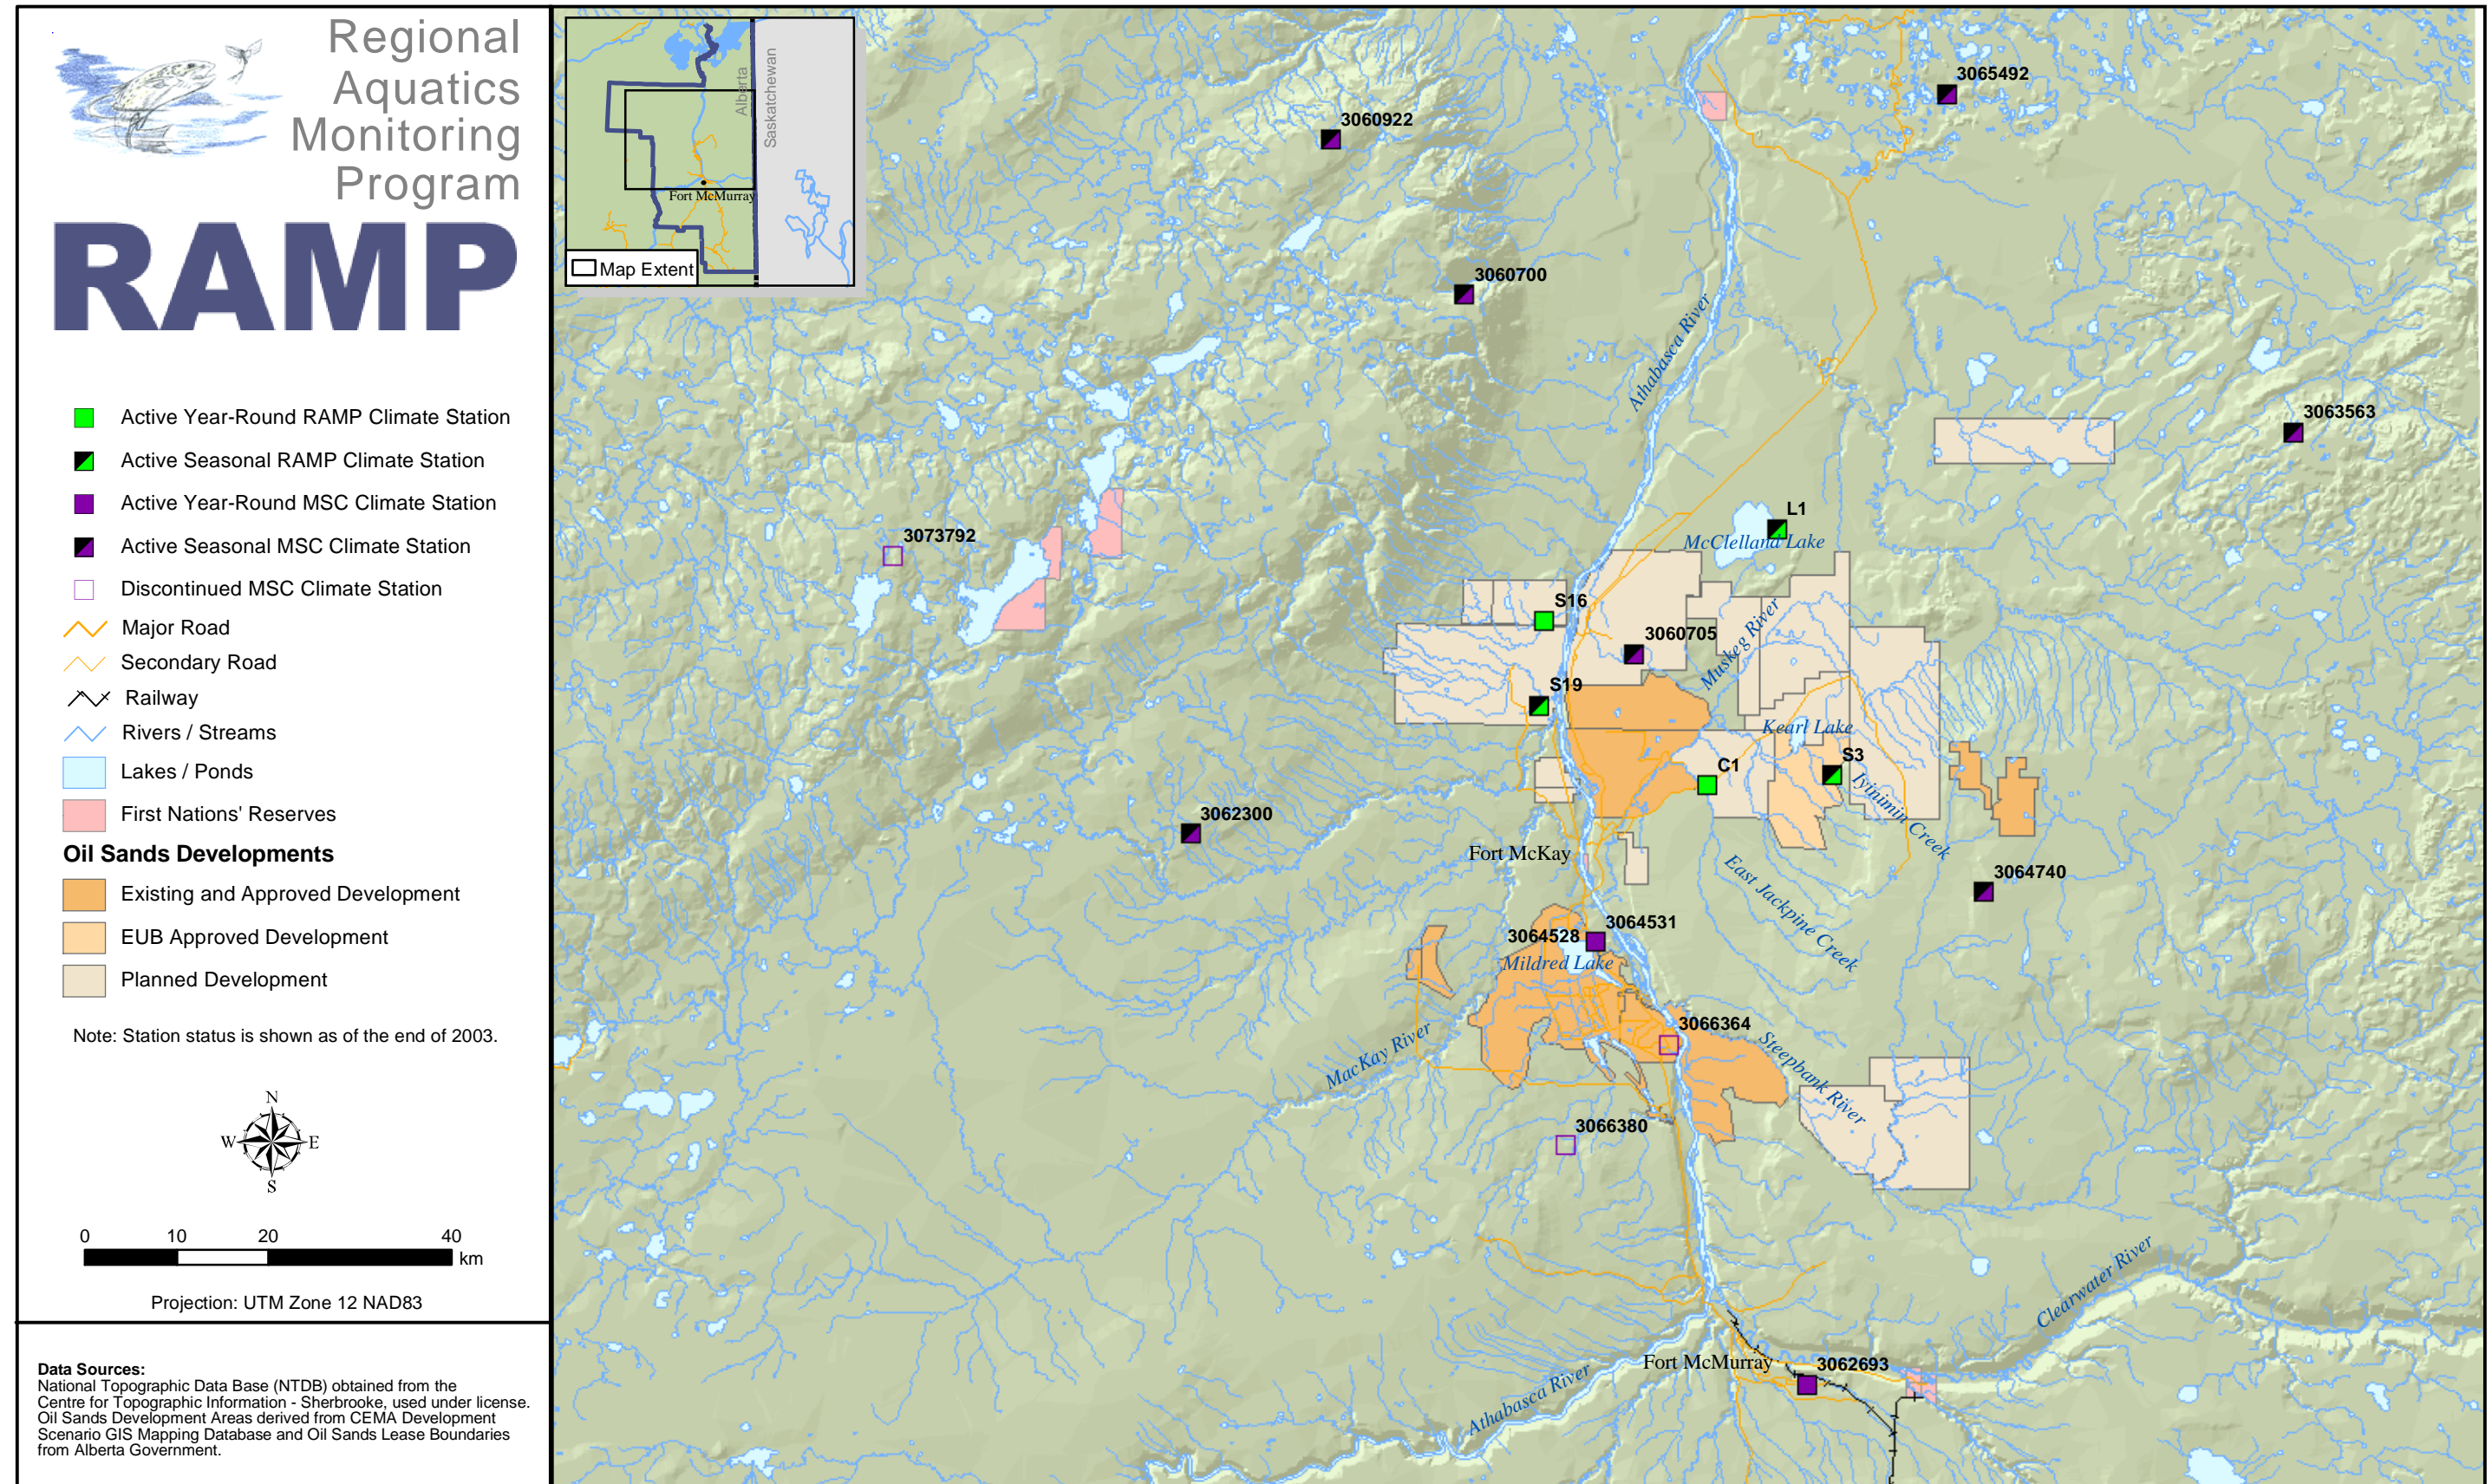 Regional
Aquatics
Monitoring
Program
RAMP
Active Year-Round RAMP Climate Station
Active Seasonal RAMP Climate Station
Active Year-Round MSC Climate Station
Active Seasonal MSC Climate Station
Discontinued MSC Climate Station
Major Road
Secondary Road
Railway
Rivers / Streams
Lakes / Ponds
First Nations' Reserves
Oil Sands Developments
Existing and Approved Development
EUB Approved Development
Planned Development
Note: Station status is shown as of the end of 2003.
N
W E
S
0 10 20 40
km
Projection: UTM Zone 12 NAD83
Data Sources:
National Topographic Data Base (NTDB) obtained from the
Centre for Topographic Information - Sherbrooke, used under license.
Oil Sands Development Areas derived from CEMA Development
Scenario GIS Mapping Database and Oil Sands Lease Boundaries
from Alberta Government.
Alberta
Saskatchewan
Fort McMurray
Map Extent
3065492
3060922
3060700
Athabasca River
3063563
L1
McClelland Lake
3073792
S16
3060705
Muskeg River
S19
Kearl Lake
S3
C1
Iyinimin Creek
3062300
Fort McKay
East Jackpine Creek
3064740
3064531
3064528
Mildred Lake
3066364
MacKay River
Steepbank River
3066380
Clearwater River
Fort McMurray
3062693
Athabasca River